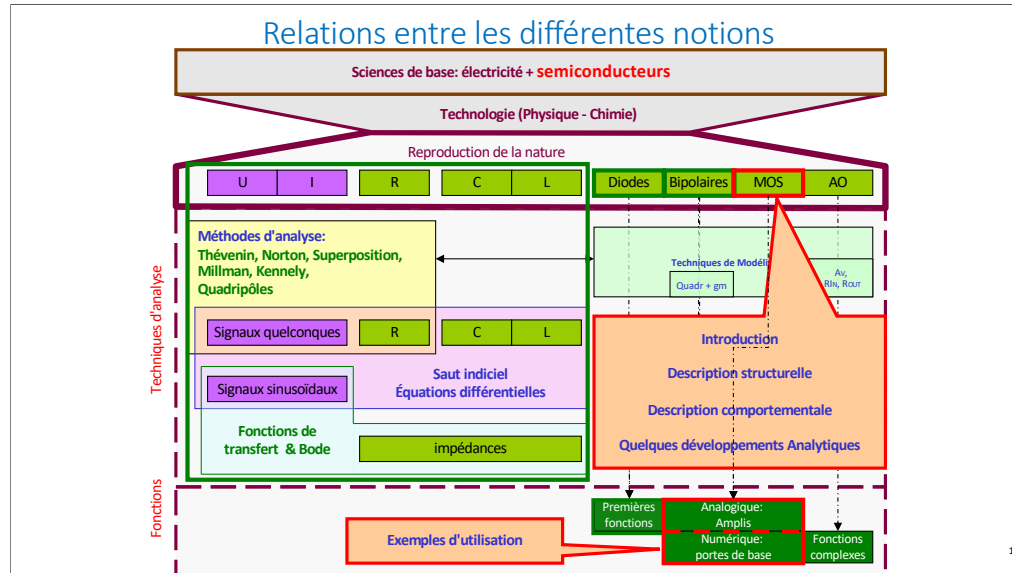 Relations entre les différentes notions
Sciences de base: électricité + semiconducteurs
Technologie (Physique - Chimie)
Reproduction de la nature
U I R C L Diodes Bipolaires MOS AO
Techniques d'analyse
Méthodes d'analyse:
Thévenin, Norton, Superposition,
Millman, Kennely,
Quadripôles
Techniques de Modéli
Quadr + gm
Av,
RIN, ROUT
Signaux quelconques R C L
Saut indiciel
Équations différentielles
Signaux sinusoïdaux
Fonctions de
transfert & Bode
impédances
Introduction
Description structurelle
Description comportementale
Quelques développements Analytiques
Fonctions
Premières
fonctions
Analogique:
Amplis
Numérique:
portes de base
Fonctions
complexes
Exemples d'utilisation
1